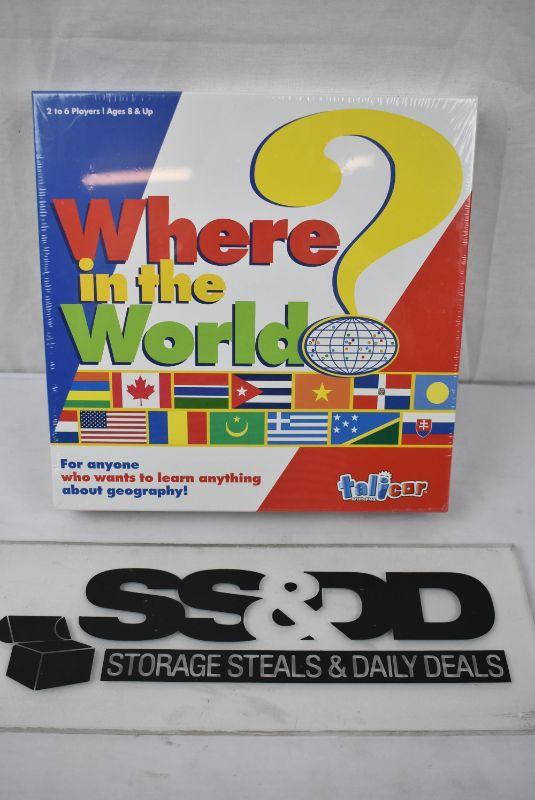 2 to 6 Players | Ages 8 & Up
Where
in the
World?
For anyone
who wants to learn anything
about geography!
talicor
SS&DD
STORAGE STEALS & DAILY DEALS